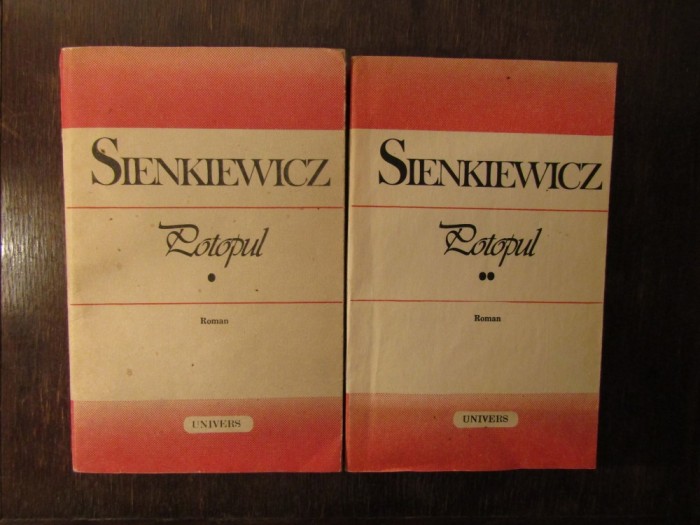 SIENKIEWICZ
Potopul
•
Roman
UNIVERS
SIENKIEWICZ
Potopul
••
Roman
UNIVERS